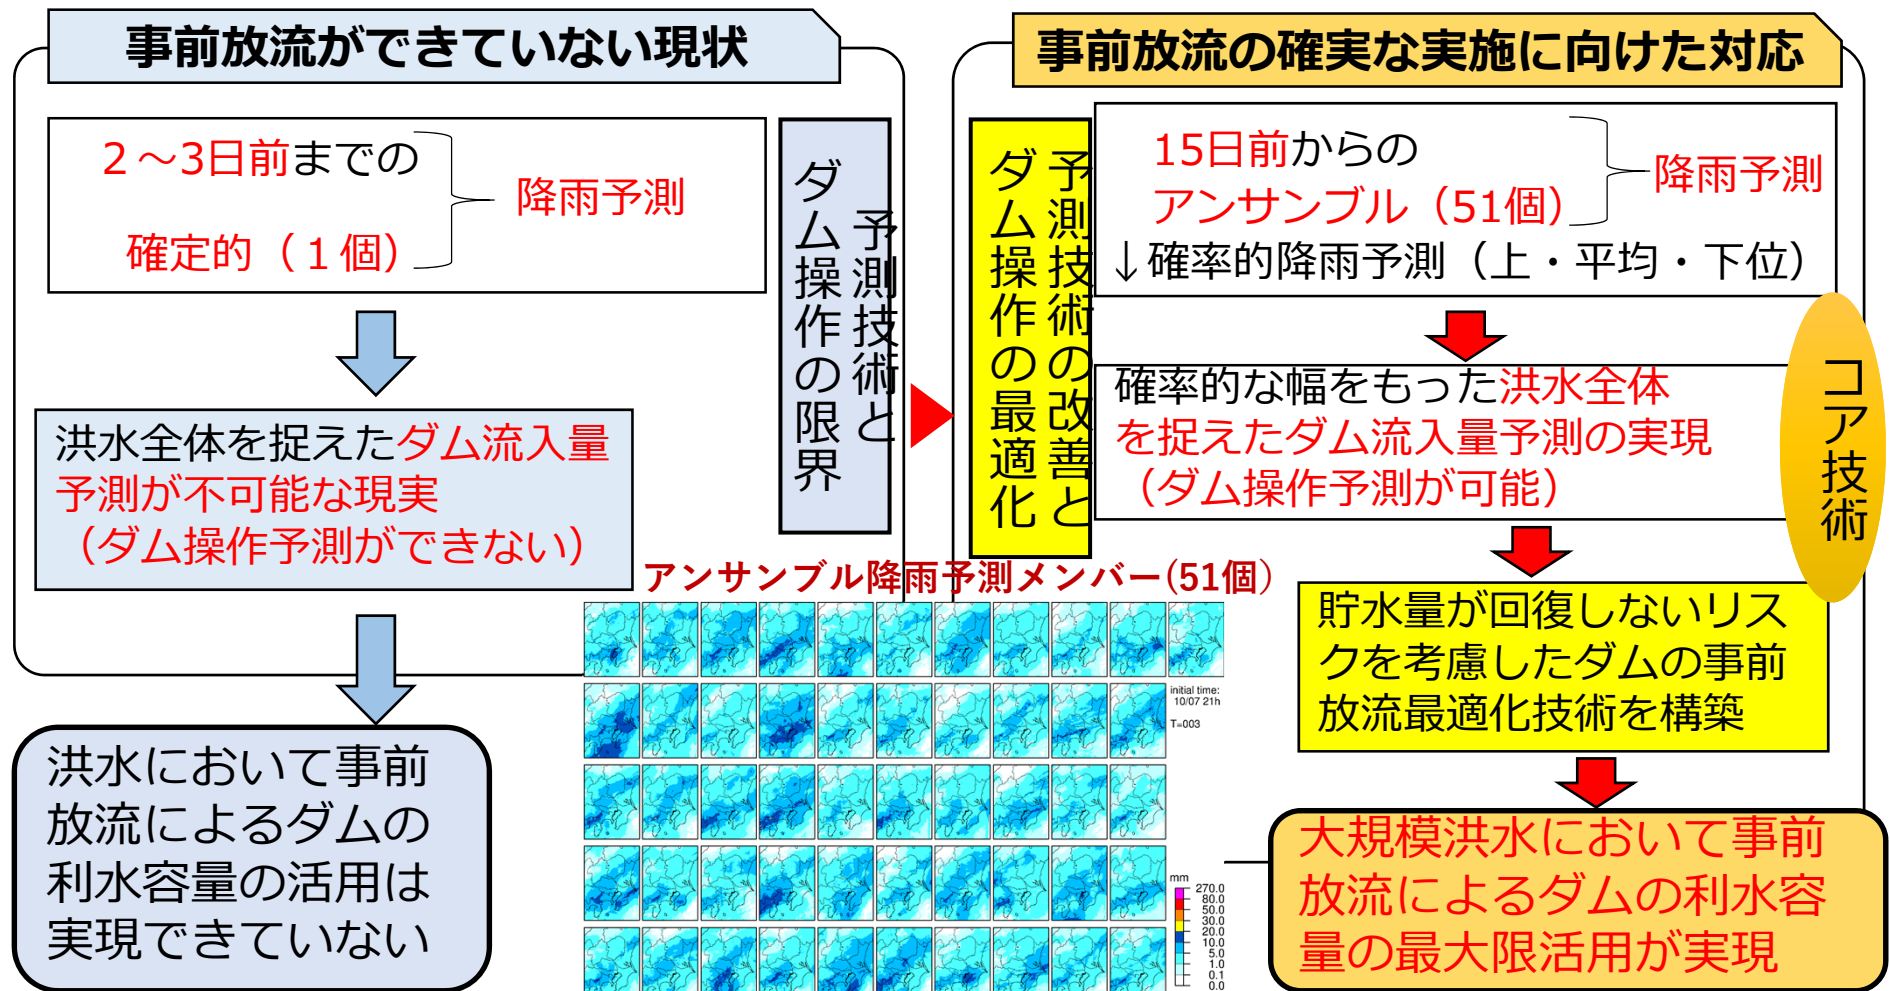 事前放流ができていない現状
２～3日前までの
確定的（１個）
降雨予測
予測技術と
ダム操作の限界
洪水全体を捉えたダム流入量
予測が不可能な現実
（ダム操作予測ができない）
洪水において事前
放流によるダムの
利水容量の活用は
実現できていない
事前放流の確実な実施に向けた対応
予測技術の改善と
ダム操作の最適化
15日前からの
アンサンブル（51個）
降雨予測
↓確率的降雨予測（上・平均・下位）
コア技術
確率的な幅をもった洪水全体
を捉えたダム流入量予測の実現
（ダム操作予測が可能）
貯水量が回復しないリス
クを考慮したダムの事前
放流最適化技術を構築
大規模洪水において事前
放流によるダムの利水容
量の最大限活用が実現
アンサンブル降雨予測メンバー(51個)
initial time:
10/07 21h
T=003
mm
270.0
80.0
50.0
30.0
20.0
10.0
5.0
1.0
0.1
0.0